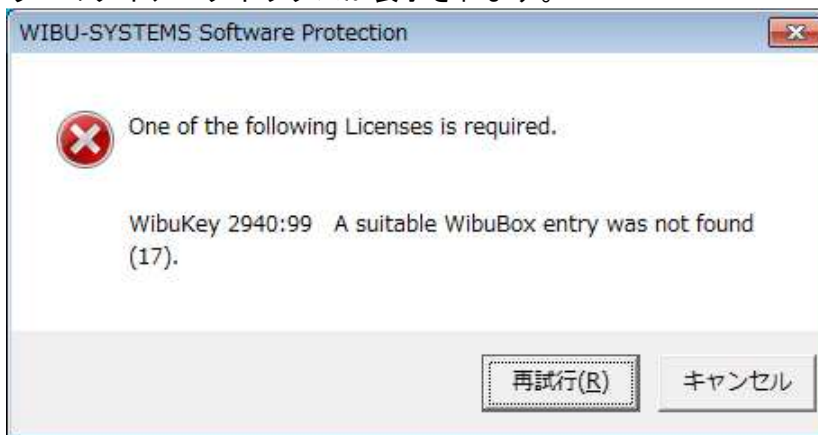 WIBU-SYSTEMS Software Protection
One of the following Licenses is required.
WibuKey 2940:99 A suitable WibuBox entry was not found
(17).
再試行(R)
キャンセル